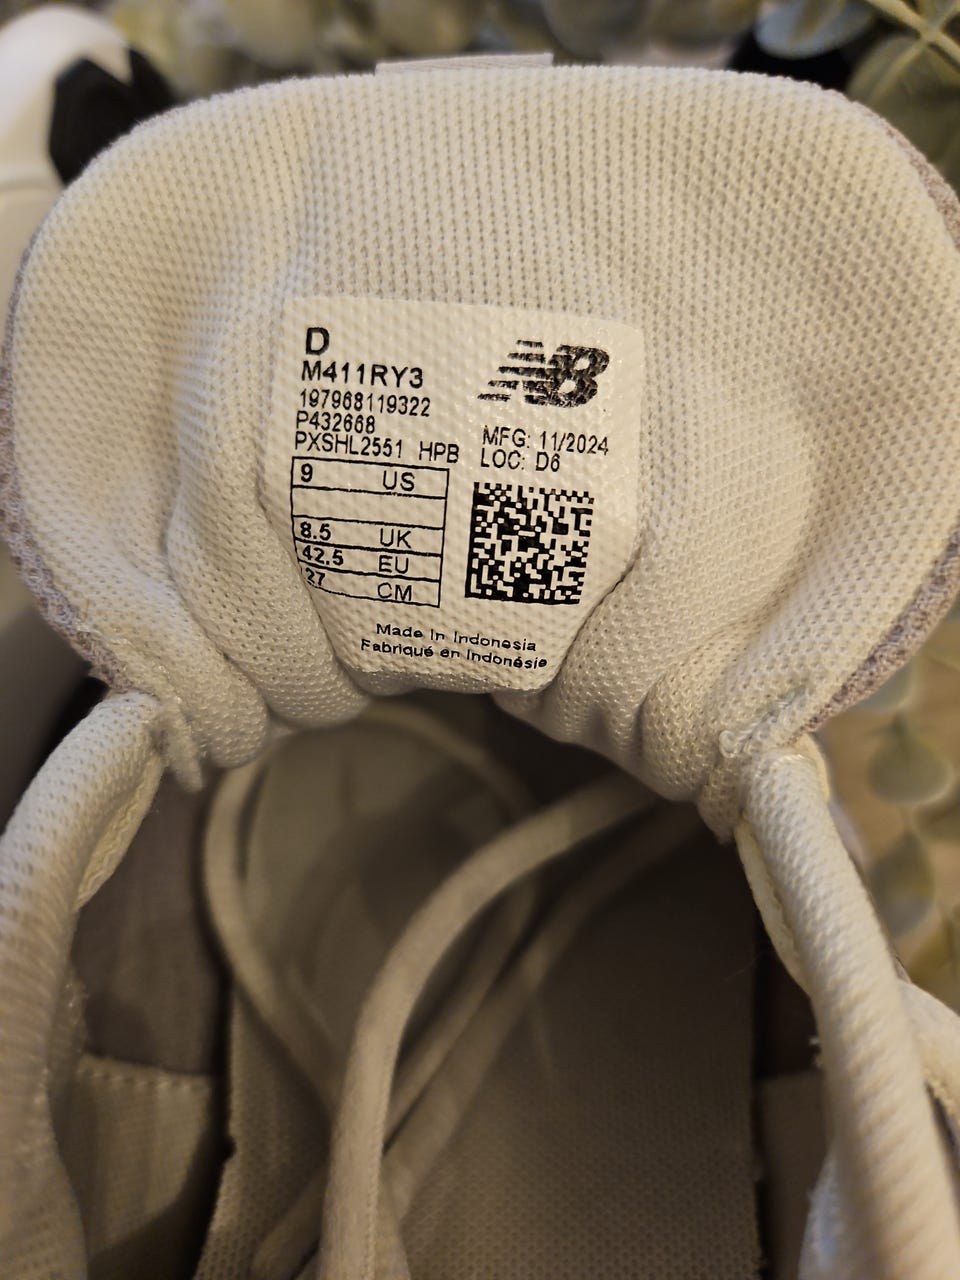 D
M411RY3
197968119322
P432668
PXSHL2551 HPB
NB
MFG: 11/2024
LOC: D6
9 US
8.5 UK
42.5 EU
27 CM
Made In Indonesia
Fabriqué en Indonésie